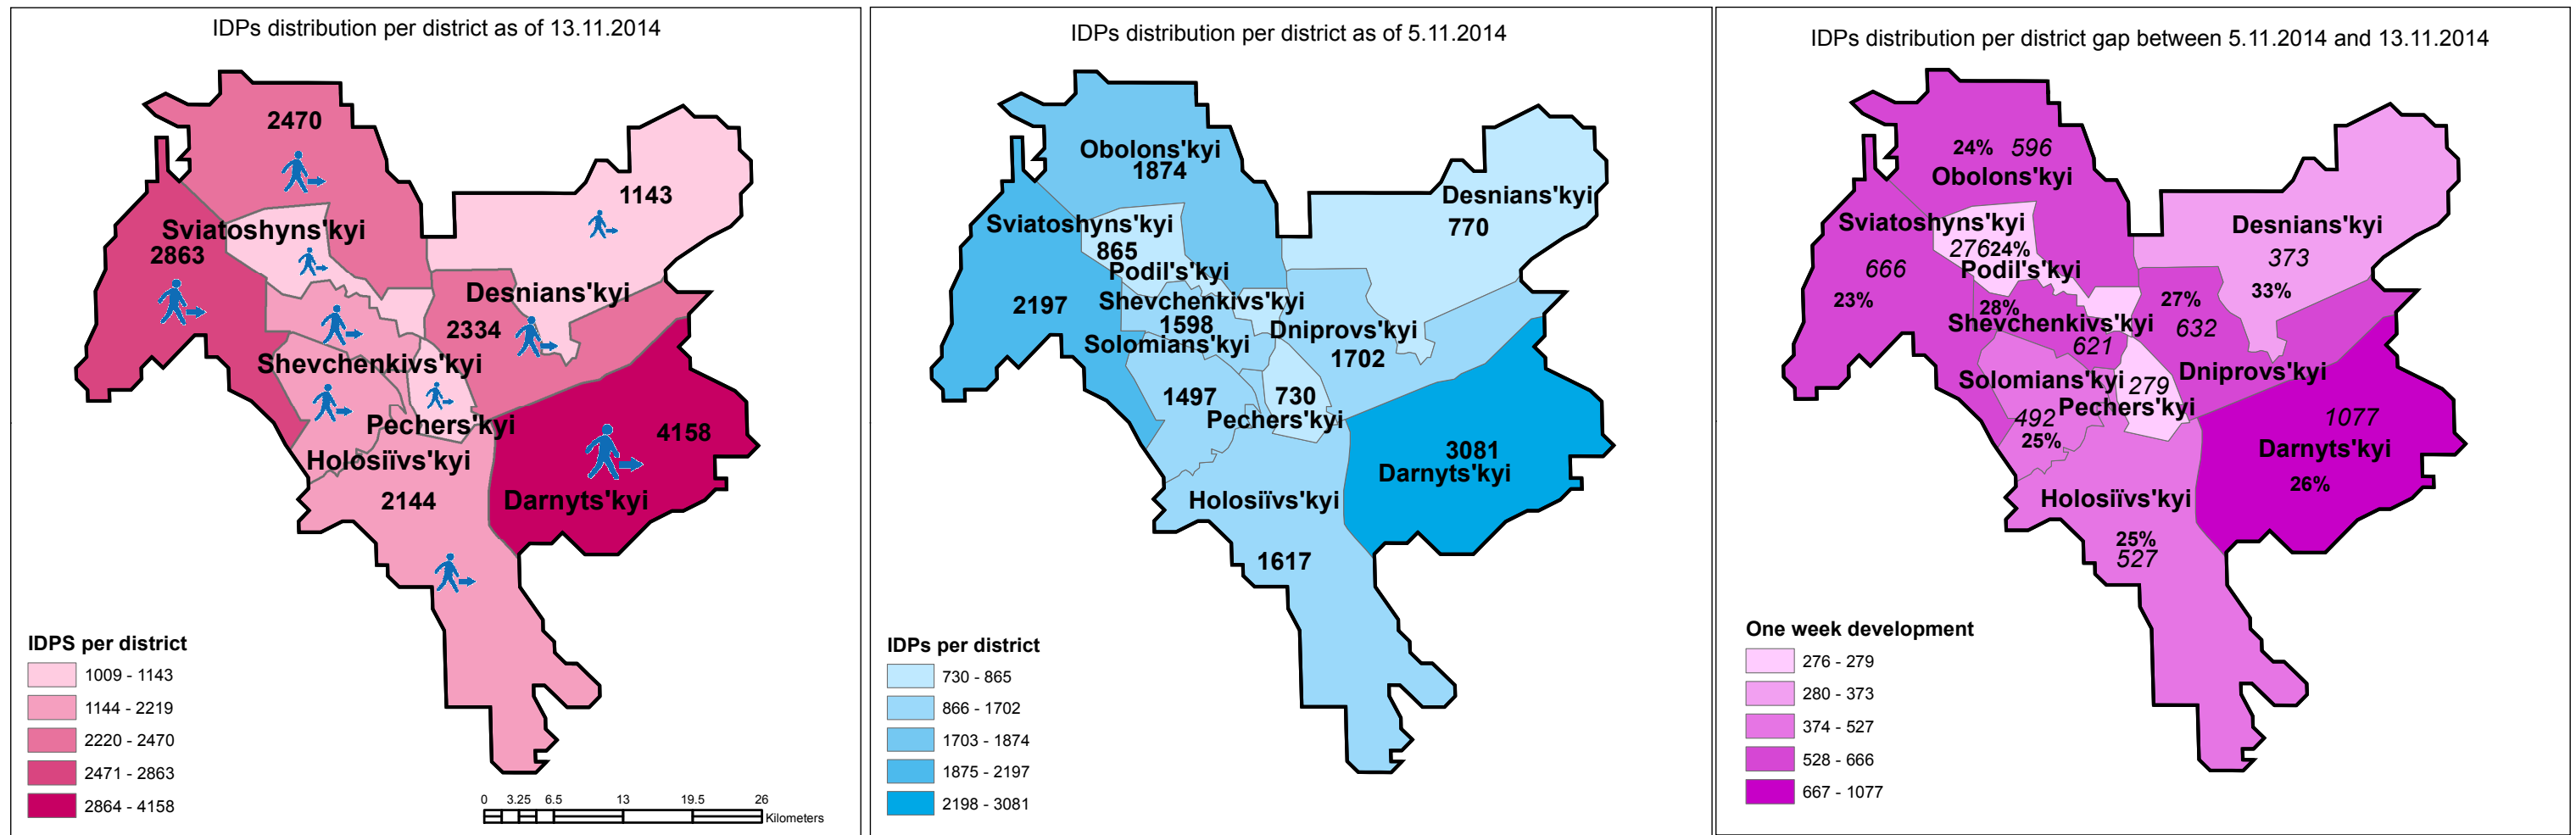 IDPs distribution per district as of 13.11.2014
2470
1143
Sviatoshyns'kyi
2863
Desnians'kyi
2334
Shevchenkivs'kyi
Pechers'kyi
4158
Holosiïvs'kyi
2144
Darnyts'kyi
IDPS per district
1009 - 1143
1144 - 2219
2220 - 2470
2471 - 2863
2864 - 4158
0 3.25 6.5 13 19.5 26
Kilometers
IDPs distribution per district as of 5.11.2014
Obolons'kyi
1874
Desnians'kyi
770
Sviatoshyns'kyi
865
Podil's'kyi
2197
Shevchenkivs'kyi
1598
Dniprovs'kyi
Solomians'kyi
1702
1497
730
Pechers'kyi
3081
Darnyts'kyi
Holosiïvs'kyi
1617
IDPs per district
730 - 865
866 - 1702
1703 - 1874
1875 - 2197
2198 - 3081
IDPs distribution per district gap between 5.11.2014 and 13.11.2014
24% 596
Obolons'kyi
Sviatoshyns'kyi
Desnians'kyi
276 24%
373
666
Podil's'kyi
33%
23%
28%
27%
Shevchenkivs'kyi
632
621
Solomians'kyi
279
Dniprovs'kyi
492
Pechers'kyi
1077
25%
Darnyts'kyi
26%
Holosiïvs'kyi
25%
527
One week development
276 - 279
280 - 373
374 - 527
528 - 666
667 - 1077